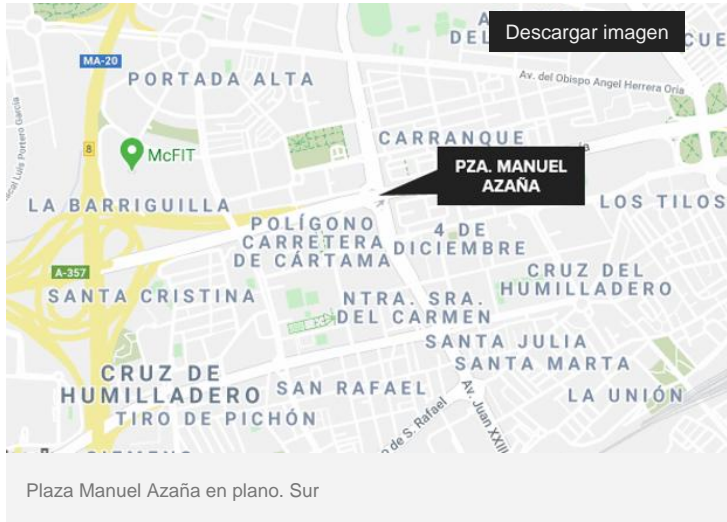 Descargar imagen
MA-20
PORTADA ALTA
Av. del Obispo Angel Herrera Oria
8
McFIT
CARRANQUE
PZA. MANUEL
AZAÑA
LA BARRIGUILLA
LOS TILOS
POLÍGONO
CARRETERA
DE CÁRTAMA
4 DE
DICIEMBRE
A-357
SANTA CRISTINA
CRUZ DEL
HUMILLADERO
NTRA. SRA.
DEL CARMEN
SANTA JULIA
SANTA MARTA
CRUZ DE
HUMILLADERO
SAN RAFAEL
LA UNIÓN
TIRO DE PICHÓN
Av. Juan XXIII
o de S. Rafael
Plaza Manuel Azaña en plano. Sur